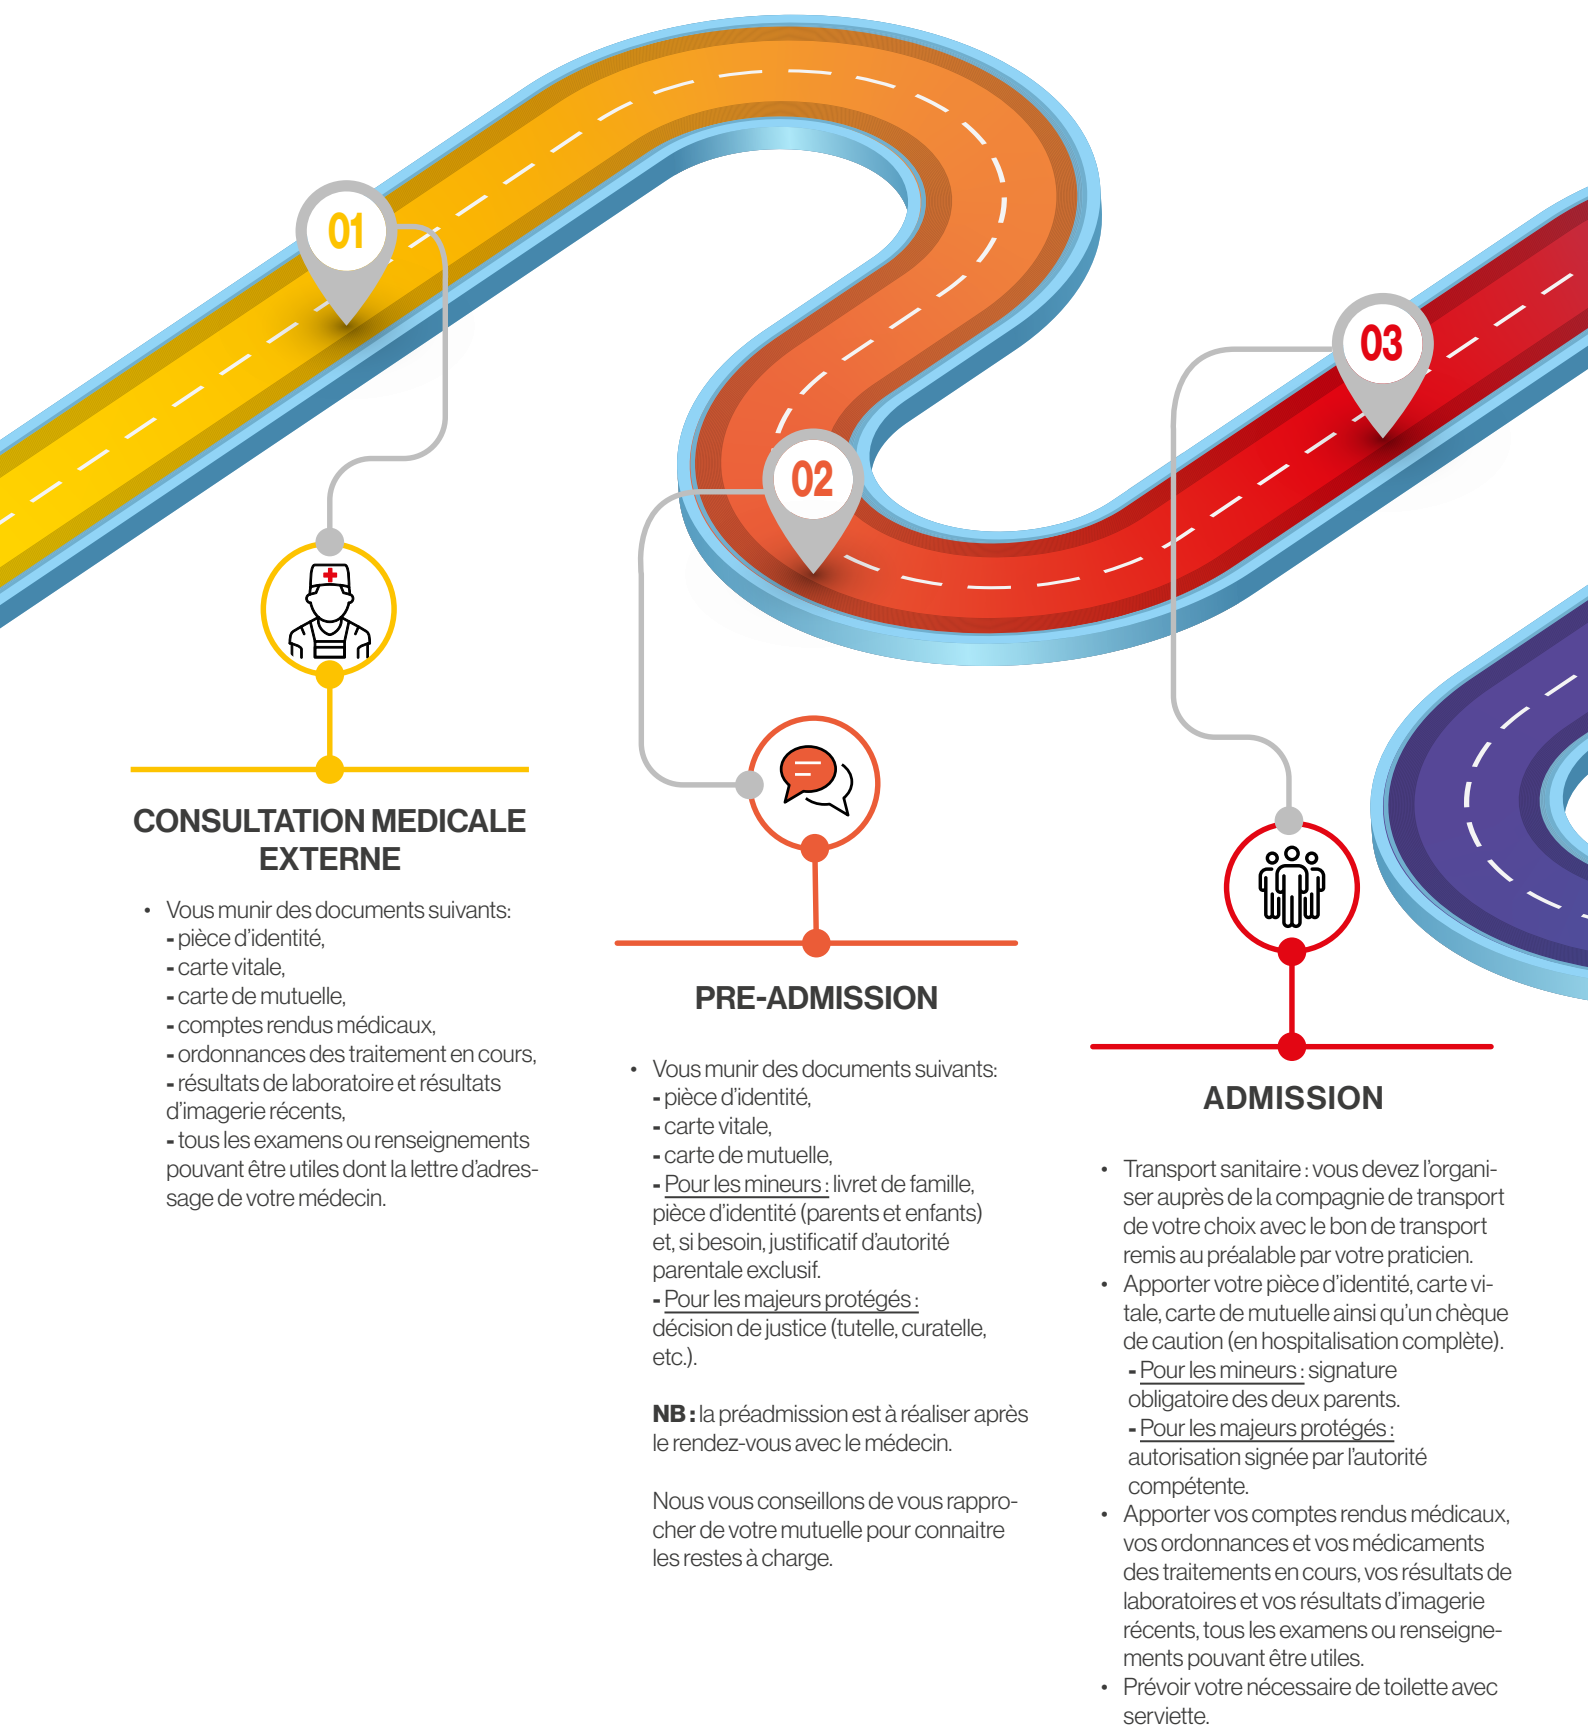 01
CONSULTATION MEDICALE
EXTERNE
• Vous munir des documents suivants:
- pièce d'identité,
- carte vitale,
- carte de mutuelle,
- comptes rendus médicaux,
- ordonnances des traitement en cours,
- résultats de laboratoire et résultats
d'imagerie récents,
- tous les examens ou renseignements
pouvant être utiles dont la lettre d'adres-
sage de votre médecin.
02
PRE-ADMISSION
• Vous munir des documents suivants:
- pièce d'identité,
- carte vitale,
- carte de mutuelle,
- Pour les mineurs : livret de famille,
pièce d'identité (parents et enfants)
et, si besoin, justificatif d'autorité
parentale exclusif.
- Pour les majeurs protégés :
décision de justice (tutelle, curatelle,
etc.).
NB : la préadmission est à réaliser après
le rendez-vous avec le médecin.
Nous vous conseillons de vous rappro-
cher de votre mutuelle pour connaitre
les restes à charge.
03
ADMISSION
• Transport sanitaire : vous devez l'organi-
ser auprès de la compagnie de transport
de votre choix avec le bon de transport
remis au préalable par votre praticien.
• Apporter votre pièce d'identité, carte vi-
tale, carte de mutuelle ainsi qu'un chèque
de caution (en hospitalisation complète).
- Pour les mineurs : signature
obligatoire des deux parents.
- Pour les majeurs protégés :
autorisation signée par l'autorité
compétente.
• Apporter vos comptes rendus médicaux,
vos ordonnances et vos médicaments
des traitements en cours, vos résultats de
laboratoires et vos résultats d'imagerie
récents, tous les examens ou renseigne-
ments pouvant être utiles.
• Prévoir votre nécessaire de toilette avec
serviette.